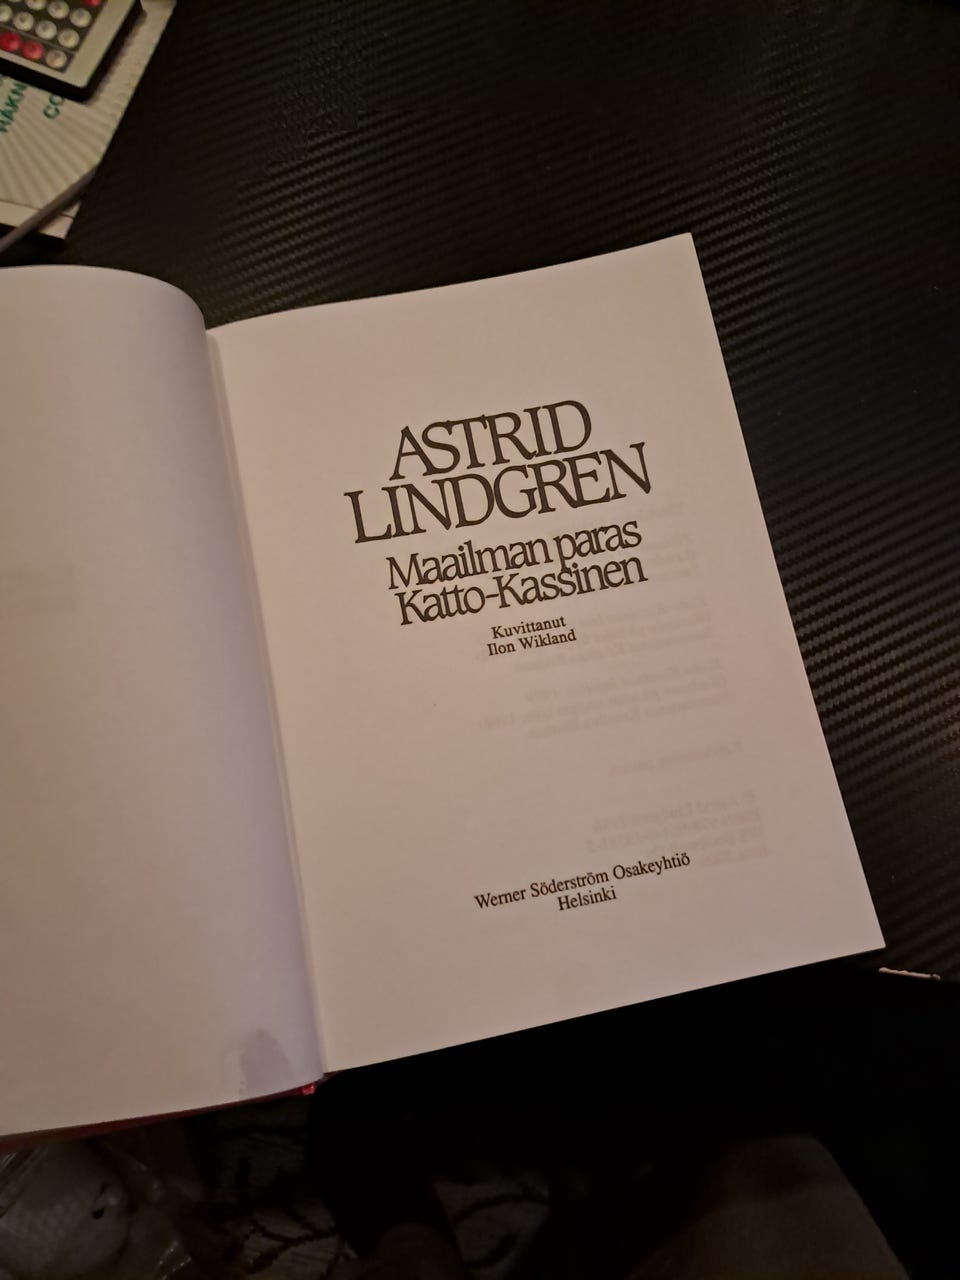 ASTRID
LINDGREN
Maailman paras
Katto-Kassinen
Kuvittanut
Ilon Wikland
Werner Söderström Osakeyhtiö
Helsinki